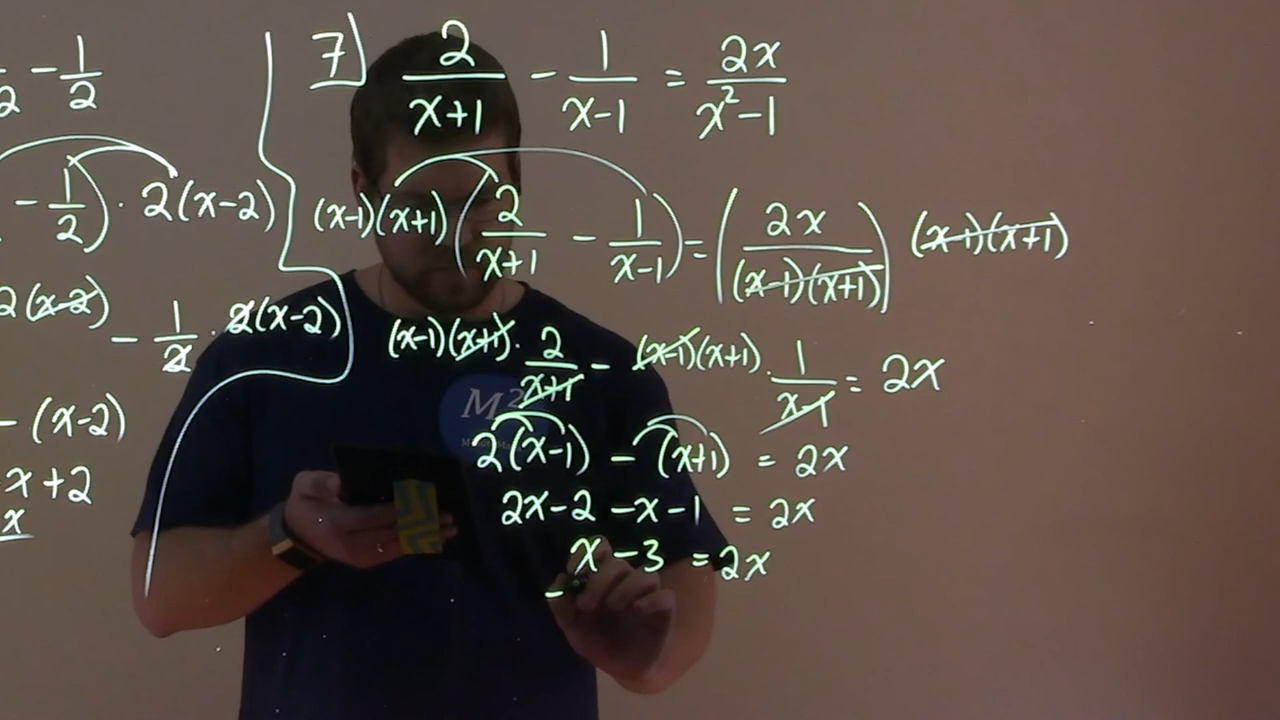 -1/2
/2
-1/2) · 2(x-2)
2(x-2)
- 1/2 · 2(x-2)
- (x-2)
x+2
x
7] 2/(x+1) - 1/(x-1) = 2x/(x²-1)
(x-1)(x+1) (2/(x+1) - 1/(x-1)) = (2x/((x-1)(x+1))) (x-1)(x+1)
(x-1)(x+1) · 2/(x+1) - (x-1)(x+1) · 1/(x-1) = 2x
M²
2(x-1) - (x+1) = 2x
2x-2 -x-1 = 2x
x -3 = 2x
-